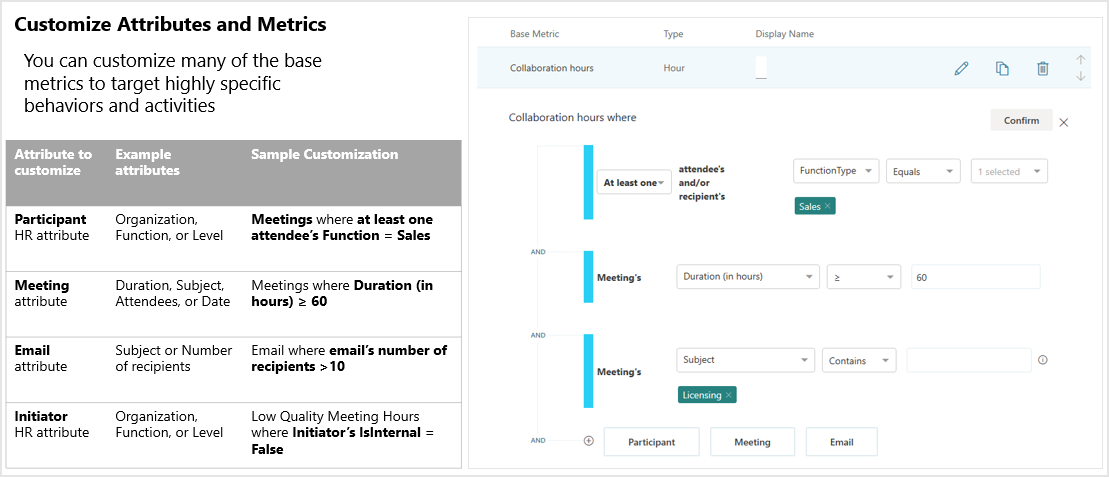 Customize Attributes and Metrics
You can customize many of the base
metrics to target highly specific
behaviors and activities
Attribute to
customize
Example
attributes
Sample Customization
Participant
HR attribute
Organization,
Function, or Level
Meetings where at least one
attendee's Function = Sales
Meeting
attribute
Duration, Subject,
Attendees, or Date
Meetings where Duration (in
hours) ≥ 60
Email
attribute
Subject or Number
of recipients
Email where email's number of
recipients >10
Initiator
HR attribute
Organization,
Function, or Level
Low Quality Meeting Hours
where Initiator's IsInternal =
False
Base Metric Type Display Name
Collaboration hours Hour
Collaboration hours where
Confirm
At least one
attendee's
and/or
recipient's
FunctionType Equals 1 selected
Sales ×
AND
Meeting's Duration (in hours) ≥ 60
AND
Meeting's Subject Contains
Licensing ×
AND Participant Meeting Email